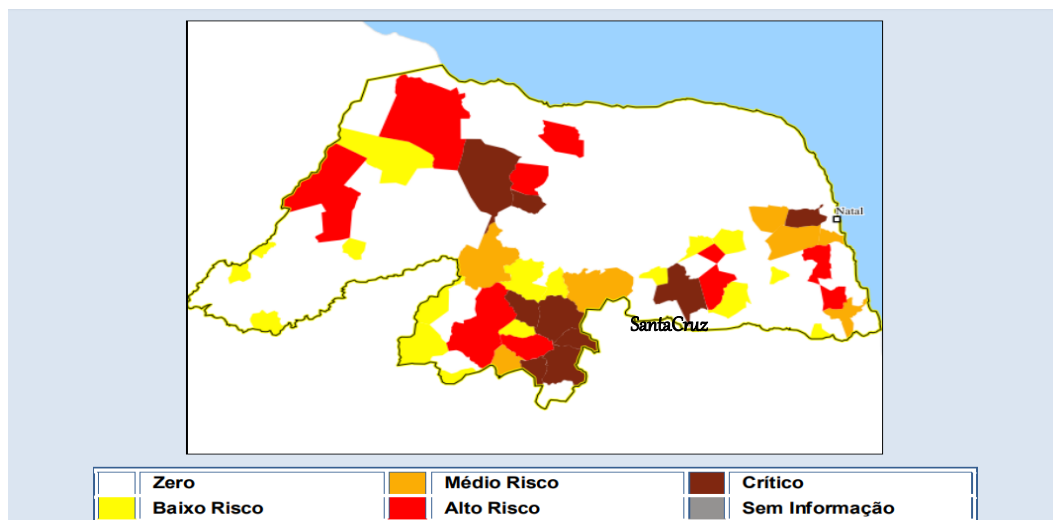 Natal
SantaCruz
Zero
Médio Risco
Crítico
Baixo Risco
Alto Risco
Sem Informação